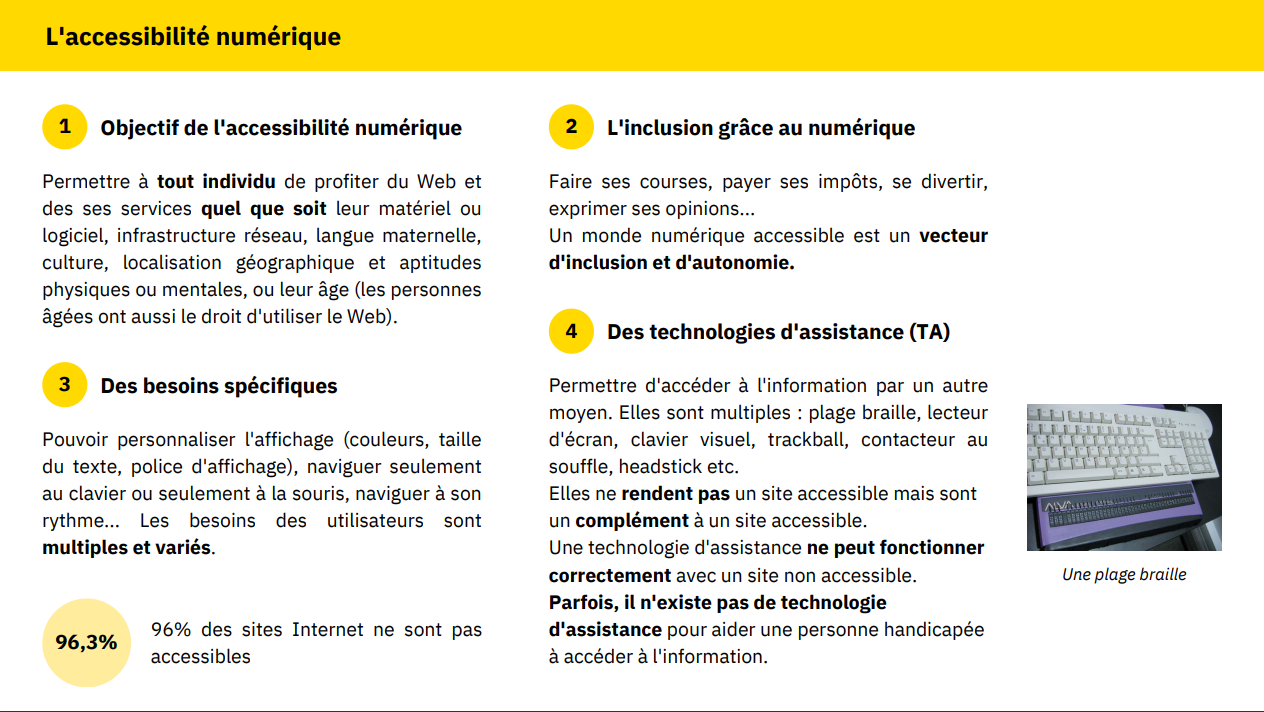 L'accessibilité numérique
1
Objectif de l'accessibilité numérique
Permettre à tout individu de profiter du Web et
des ses services quel que soit leur matériel ou
logiciel, infrastructure réseau, langue maternelle,
culture, localisation géographique et aptitudes
physiques ou mentales, ou leur âge (les personnes
âgées ont aussi le droit d'utiliser le Web).
2
L'inclusion grâce au numérique
Faire ses courses, payer ses impôts, se divertir,
exprimer ses opinions...
Un monde numérique accessible est un vecteur
d'inclusion et d'autonomie.
3
Des besoins spécifiques
Pouvoir personnaliser l'affichage (couleurs, taille
du texte, police d'affichage), naviguer seulement
au clavier ou seulement à la souris, naviguer à son
rythme... Les besoins des utilisateurs sont
multiples et variés.
96,3%
96% des sites Internet ne sont pas
accessibles
4
Des technologies d'assistance (TA)
Permettre d'accéder à l'information par un autre
moyen. Elles sont multiples : plage braille, lecteur
d'écran, clavier visuel, trackball, contacteur au
souffle, headstick etc.
Elles ne rendent pas un site accessible mais sont
un complément à un site accessible.
Une technologie d'assistance ne peut fonctionner
correctement avec un site non accessible.
Parfois, il n'existe pas de technologie
d'assistance pour aider une personne handicapée
à accéder à l'information.
Une plage braille